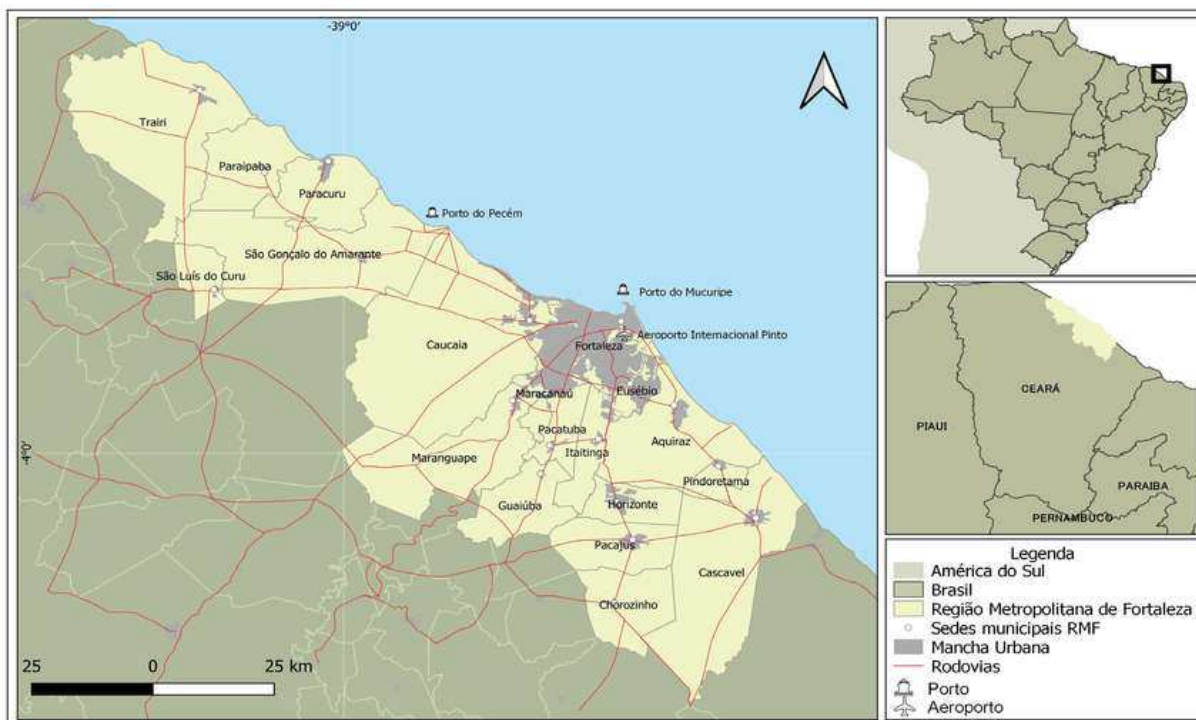 -39°0'
Trairi
Paraipaba
Paracuru
Porto do Pecém
São Gonçalo do Amarante
São Luís do Curu
Porto do Mucuripe
Aeroporto Internacional Pinto
Fortaleza
Caucaia
Maracanaú
Eusébio
Pacatuba
Aquiraz
Itaitinga
Maranguape
-4°0'
Pindoretama
Guaiúba
Horizonte
Pacajus
Cascavel
Chorozinho
25 0 25 km
CEARÁ
PIAUI
PARAIBA
PERNAMBUCO
Legenda
América do Sul
Brasil
Região Metropolitana de Fortaleza
Sedes municipais RMF
Mancha Urbana
Rodovias
Porto
Aeroporto